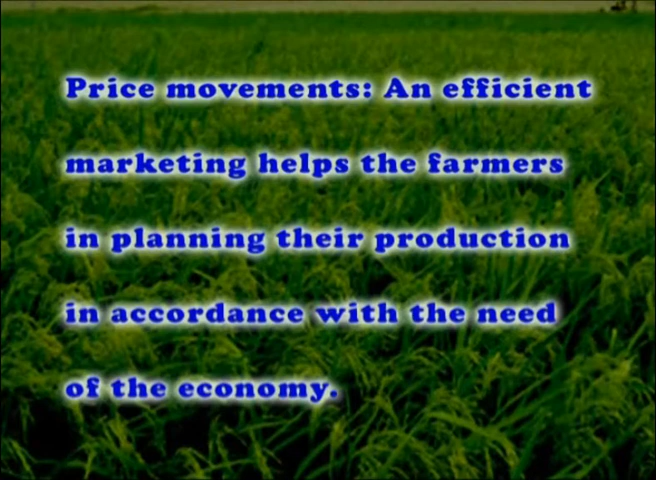 Price movements: An efficient
marketing helps the farmers
in planning their production
in accordance with the need
of the economy.